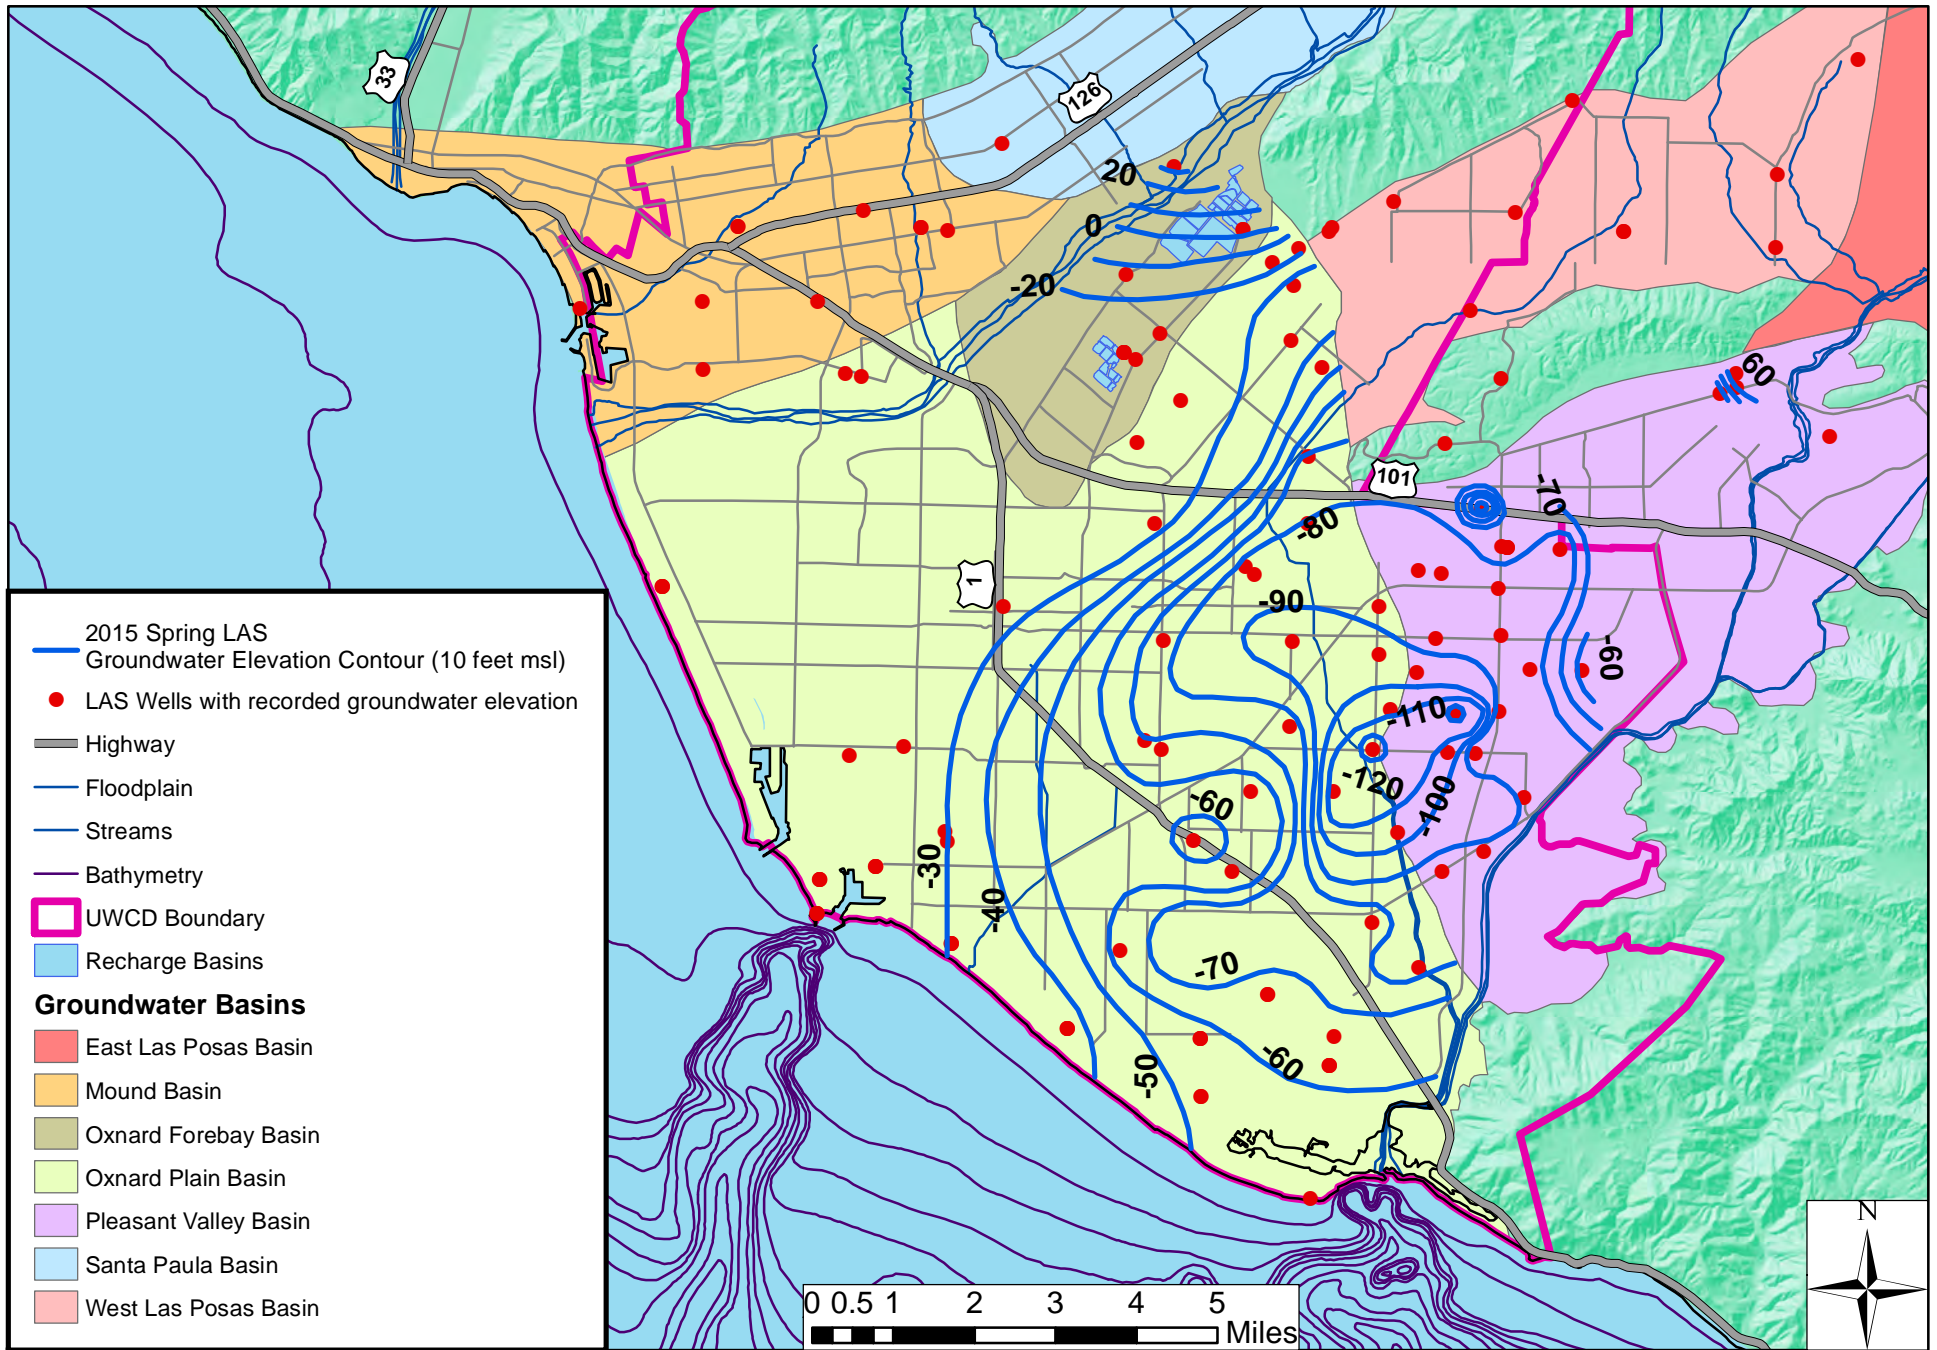 33
126
20
0
-20
60
101
-70
-80
1
-90
-60
-110
-120
-100
-60
-30
-40
-70
-60
-50
2015 Spring LAS
Groundwater Elevation Contour (10 feet msl)
LAS Wells with recorded groundwater elevation
Highway
Floodplain
Streams
Bathymetry
UWCD Boundary
Recharge Basins
Groundwater Basins
East Las Posas Basin
Mound Basin
Oxnard Forebay Basin
Oxnard Plain Basin
Pleasant Valley Basin
Santa Paula Basin
West Las Posas Basin
0 0.5 1 2 3 4 5
Miles
N